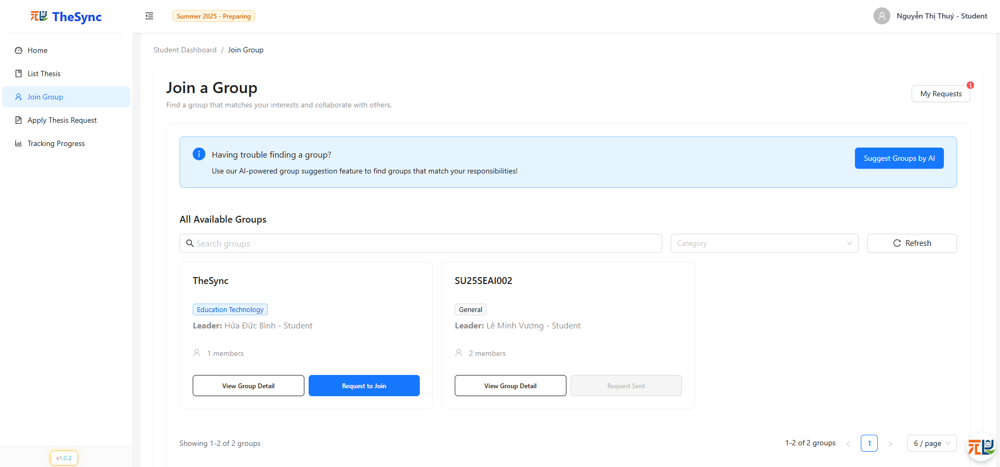 TheSync
Summer 2025 - Preparing
Nguyễn Thị Thuý - Student
Home
List Thesis
Join Group
Apply Thesis Request
Tracking Progress
v1.0.2
Student Dashboard / Join Group
Join a Group
Find a group that matches your interests and collaborate with others.
My Requests
1
Having trouble finding a group?
Use our AI-powered group suggestion feature to find groups that match your responsibilities!
Suggest Groups by AI
All Available Groups
Search groups
Category
Refresh
TheSync
Education Technology
Leader: Hứa Đức Bình - Student
1 members
View Group Detail
Request to Join
SU25SEAI002
General
Leader: Lê Minh Vương - Student
2 members
View Group Detail
Request Sent
Showing 1-2 of 2 groups
1-2 of 2 groups
1
6 / page